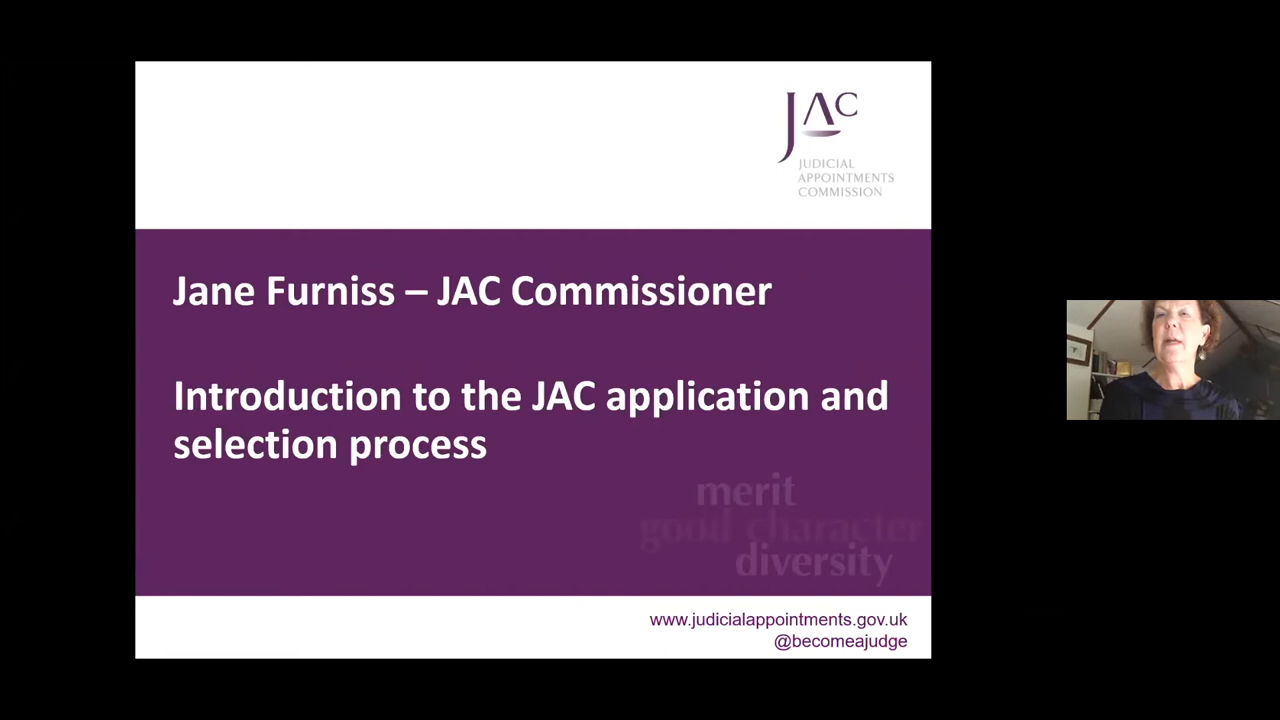 JAC
JUDICIAL
APPOINTMENTS
COMMISSION
Jane Furniss – JAC Commissioner
Introduction to the JAC application and
selection process
merit
good character
diversity
www.judicialappointments.gov.uk
@becomeajudge